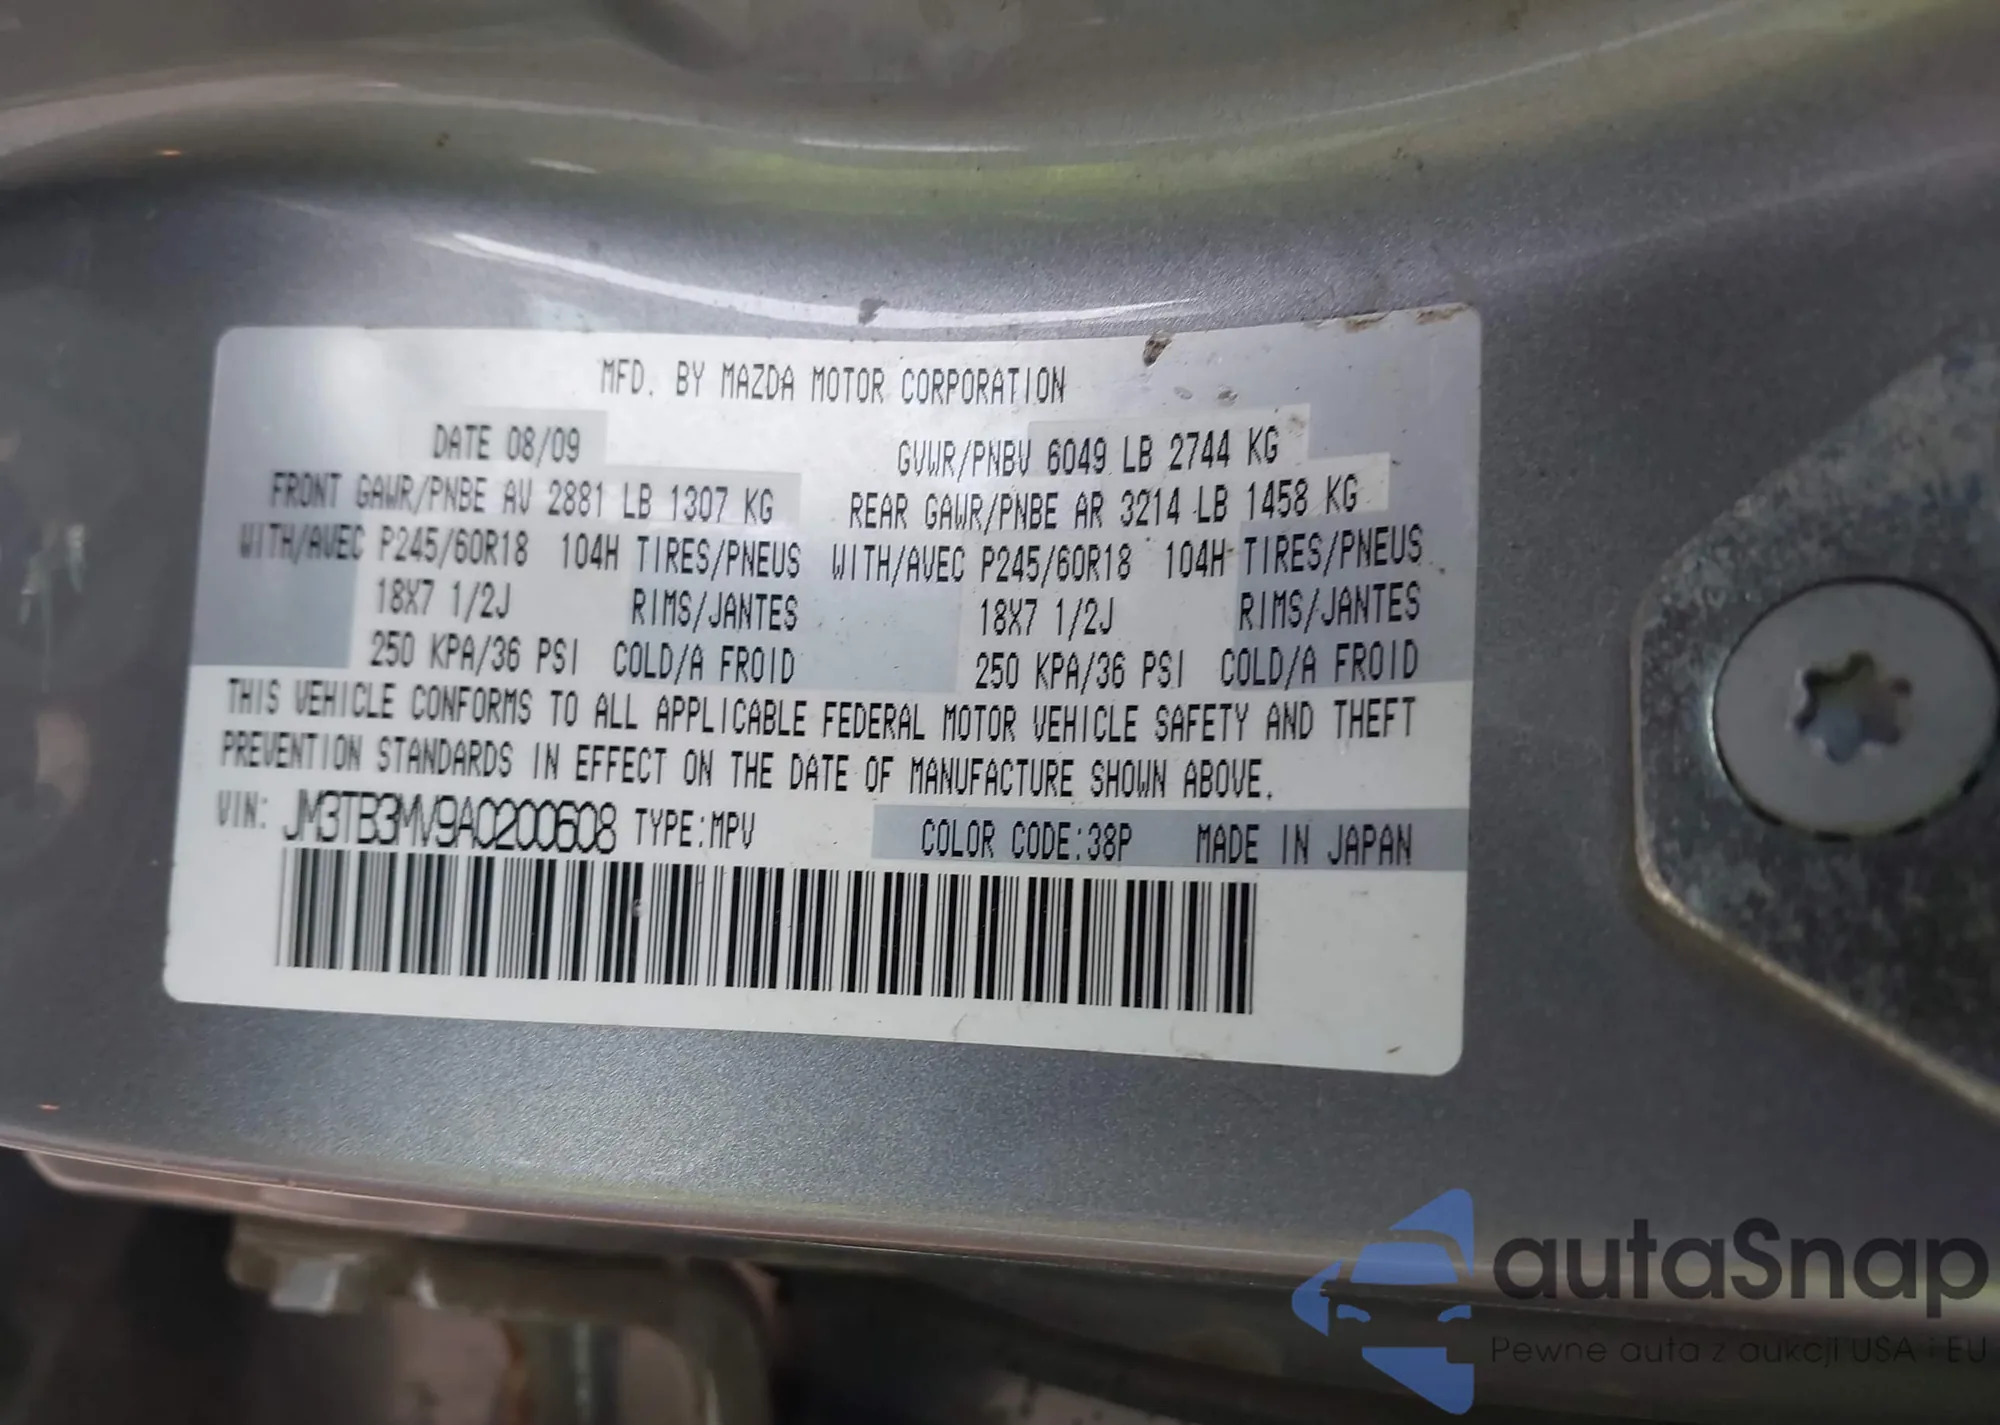 MFD. BY MAZDA MOTOR CORPORATION
DATE 08/09 GVWR/PNBV 6049 LB 2744 KG
FRONT GAWR/PNBE AV 2881 LB 1307 KG REAR GAWR/PNBE AR 3214 LB 1458 KG
WITH/AVEC P245/60R18 104H TIRES/PNEUS WITH/AVEC P245/60R18 104H TIRES/PNEUS
18X7 1/2J RIMS/JANTES 18X7 1/2J RIMS/JANTES
250 KPA/36 PSI COLD/A FROID 250 KPA/36 PSI COLD/A FROID
THIS VEHICLE CONFORMS TO ALL APPLICABLE FEDERAL MOTOR VEHICLE SAFETY AND THEFT
PREVENTION STANDARDS IN EFFECT ON THE DATE OF MANUFACTURE SHOWN ABOVE.
VIN: JM3TB3MV9A0200608 TYPE:MPV COLOR CODE:38P MADE IN JAPAN
autaSnap
Pewne auta z aukcji USA i EU